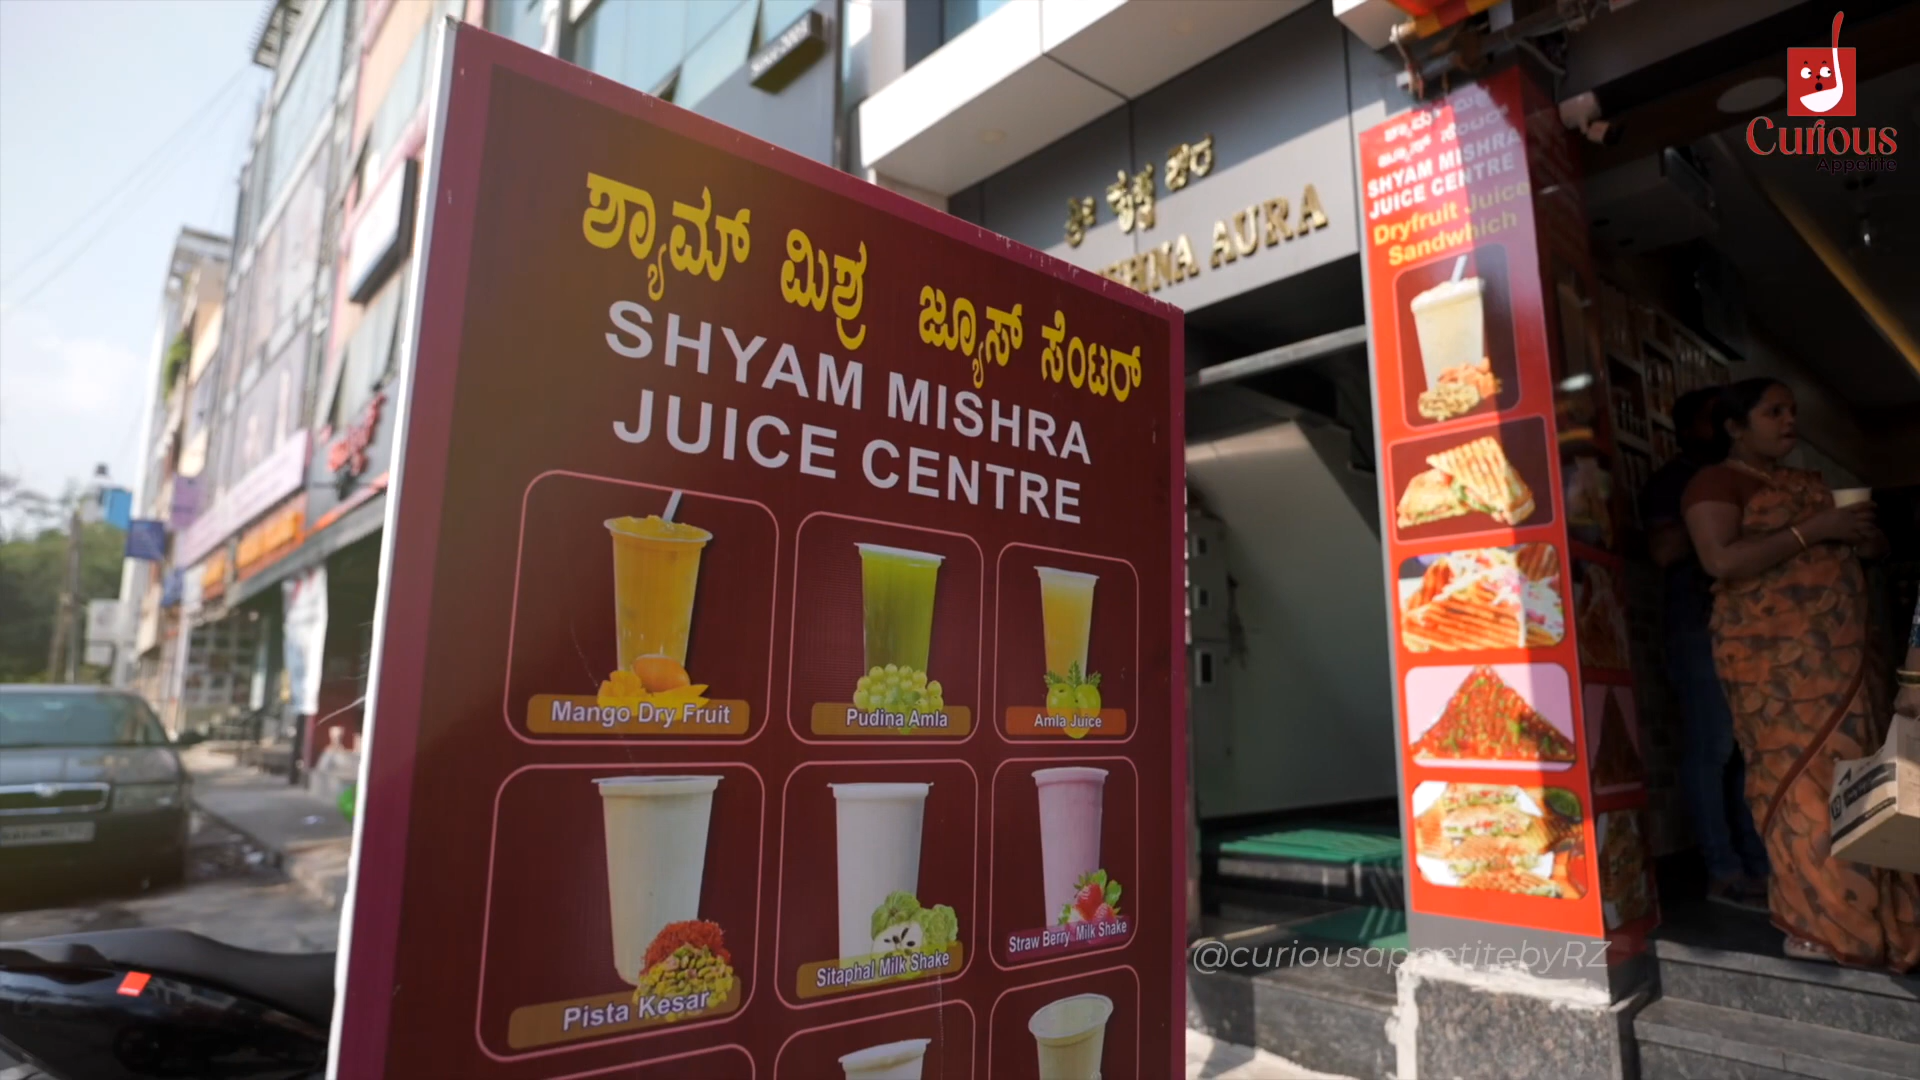 ಶ್ಯಾಮ್ ಮಿಶ್ರ ಜ್ಯೂಸ್ ಸೆಂಟರ್
SHYAM MISHRA
JUICE CENTRE
Mango Dry Fruit
Pudina Amla
Amla Juice
Pista Kesar
Sitaphal Milk Shake
Straw Berry Milk Shake
AURA
SHYAM MISHRA
JUICE CENTRE
Dryfruit Juice
Sandwhich
Curious
Appetite
@curiousappetitebyRZ